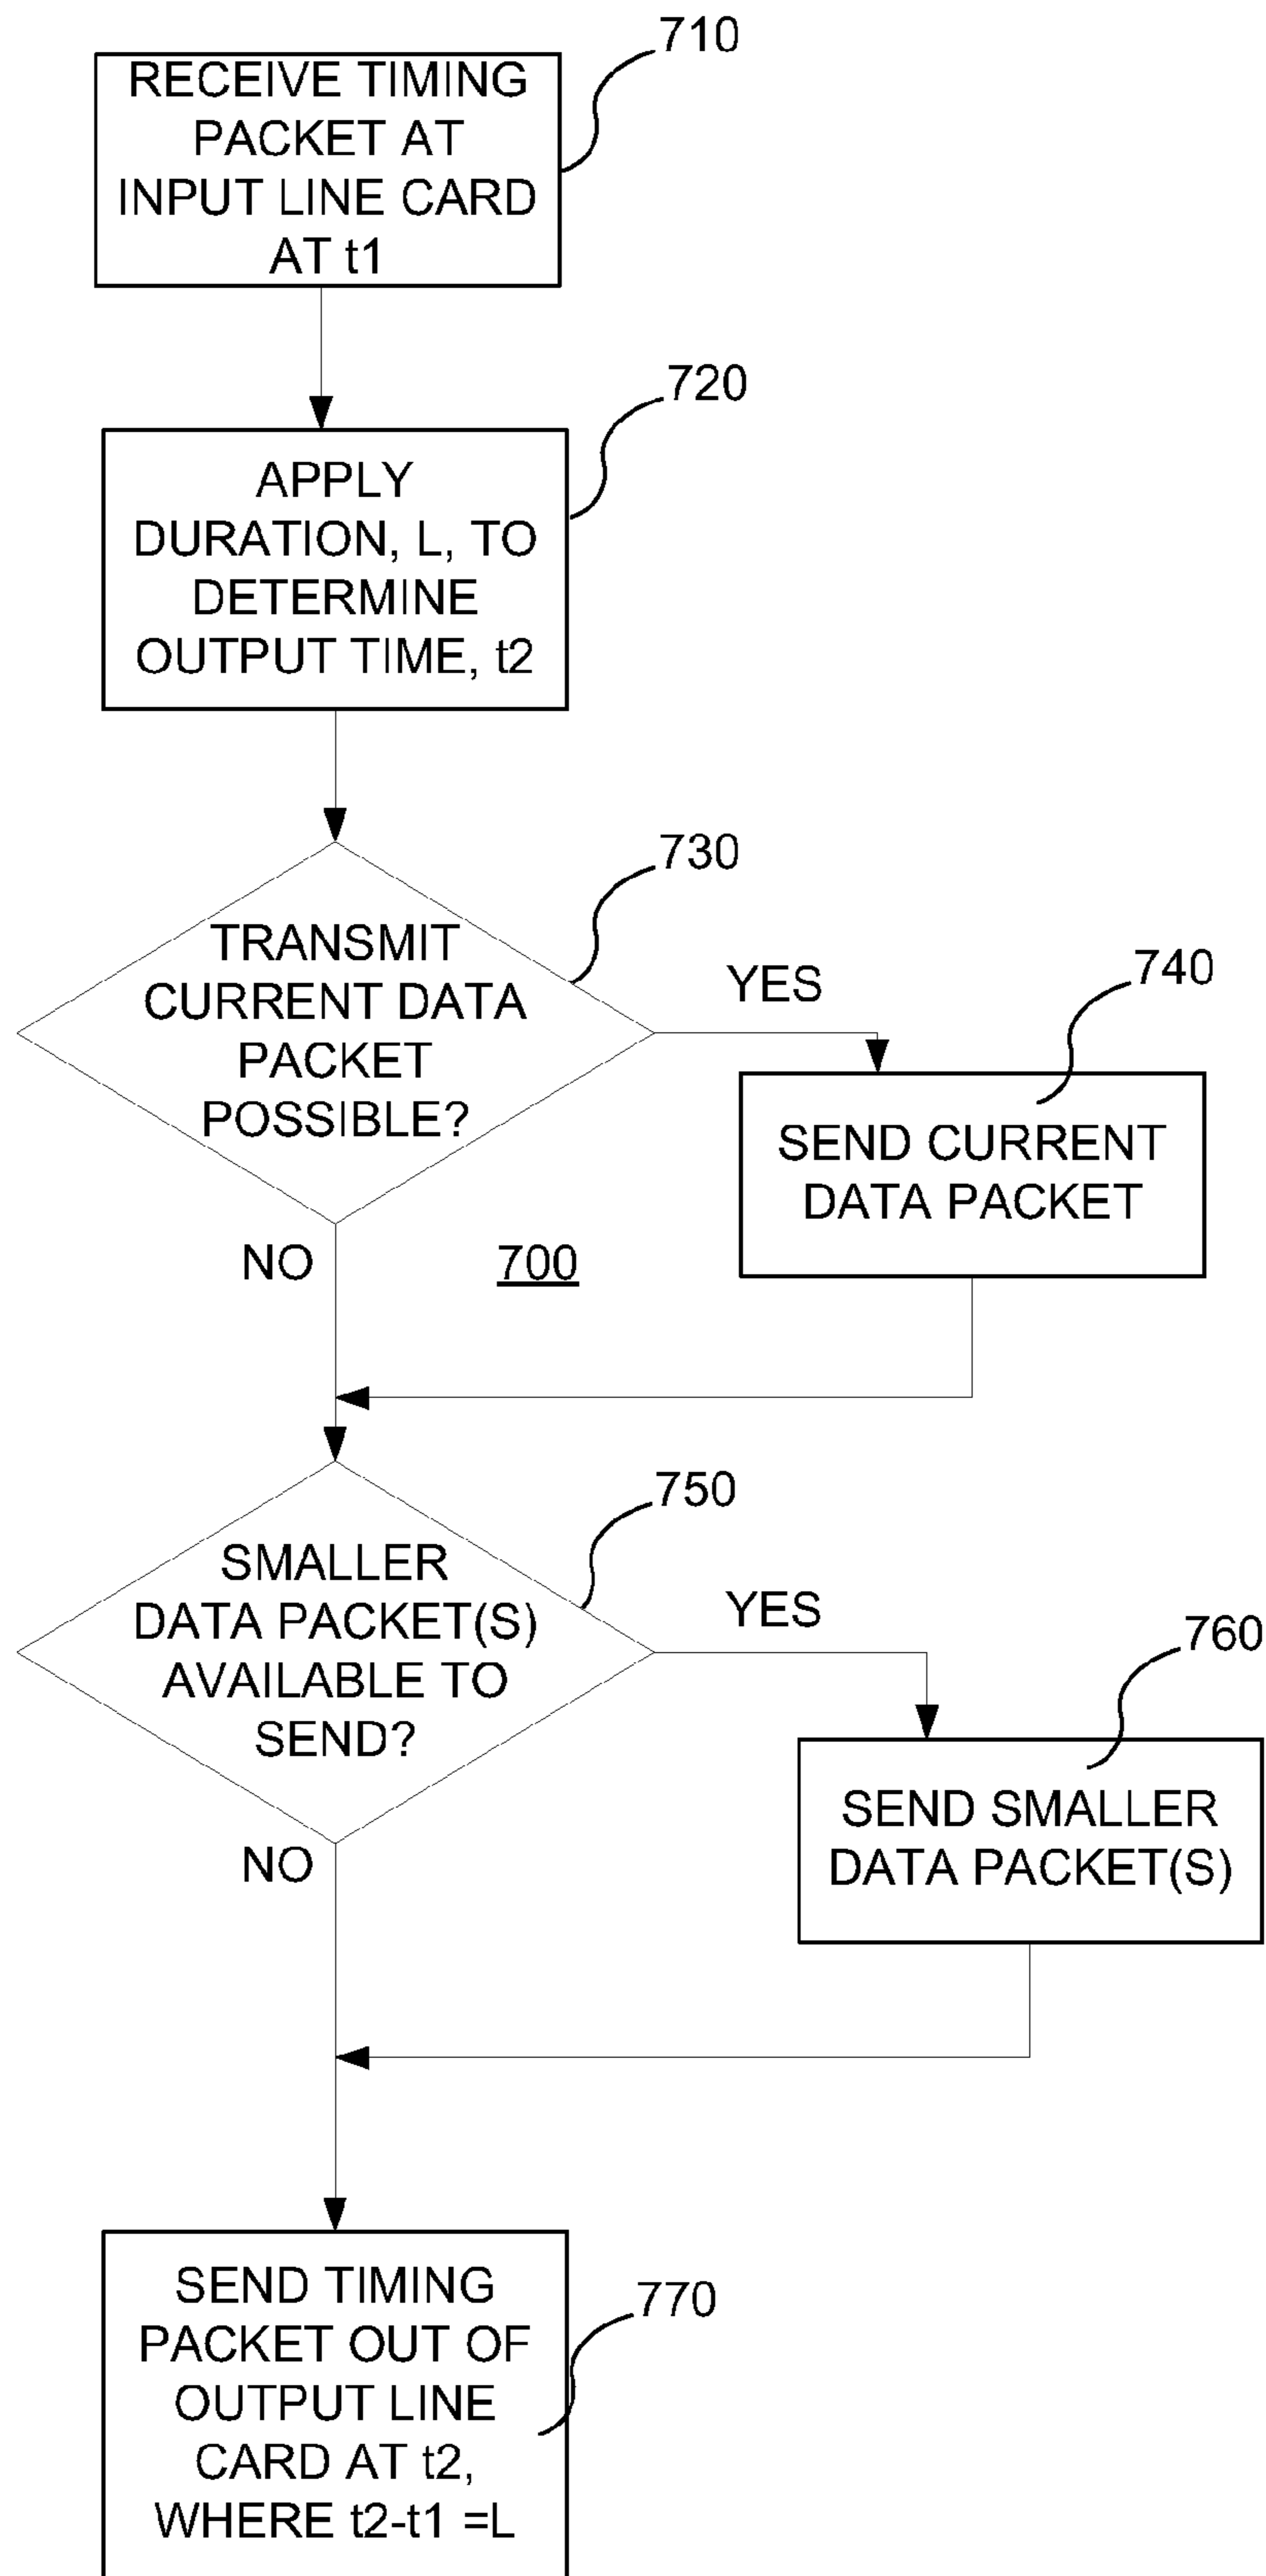 710
RECEIVE TIMING
PACKET AT
INPUT LINE CARD
AT t1
720
APPLY
DURATION, L, TO
DETERMINE
OUTPUT TIME, t2
730
TRANSMIT
CURRENT DATA
PACKET
POSSIBLE?
YES
740
SEND CURRENT
DATA PACKET
NO
700
750
SMALLER
DATA PACKET(S)
AVAILABLE TO
SEND?
YES
760
SEND SMALLER
DATA PACKET(S)
NO
770
SEND TIMING
PACKET OUT OF
OUTPUT LINE
CARD AT t2,
WHERE t2-t1 =L